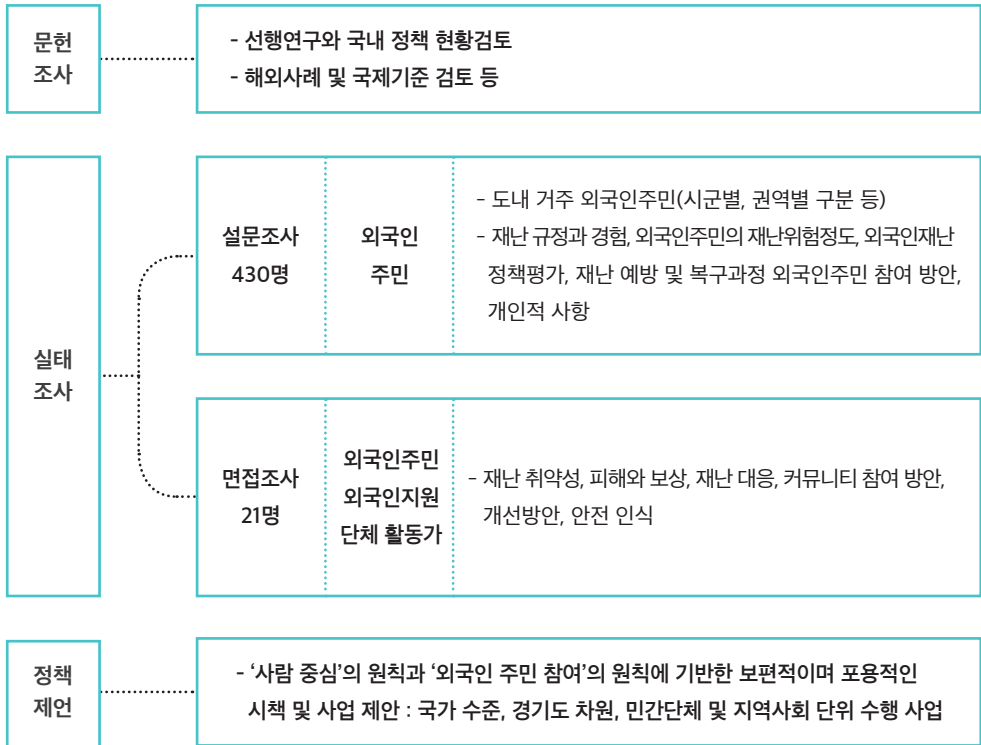 문헌
조사
- 선행연구와 국내 정책 현황검토
- 해외사례 및 국제기준 검토 등
실태
조사
설문조사
430명
외국인
주민
- 도내 거주 외국인주민(시군별, 권역별 구분 등)
- 재난 규정과 경험, 외국인주민의 재난위험정도, 외국인재난
정책평가, 재난 예방 및 복구과정 외국인주민 참여 방안,
개인적 사항
면접조사
21명
외국인주민
외국인지원
단체 활동가
- 재난 취약성, 피해와 보상, 재난 대응, 커뮤니티 참여 방안,
개선방안, 안전 인식
정책
제언
- ‘사람 중심’의 원칙과 ‘외국인 주민 참여’의 원칙에 기반한 보편적이며 포용적인
시책 및 사업 제안 : 국가 수준, 경기도 차원, 민간단체 및 지역사회 단위 수행 사업